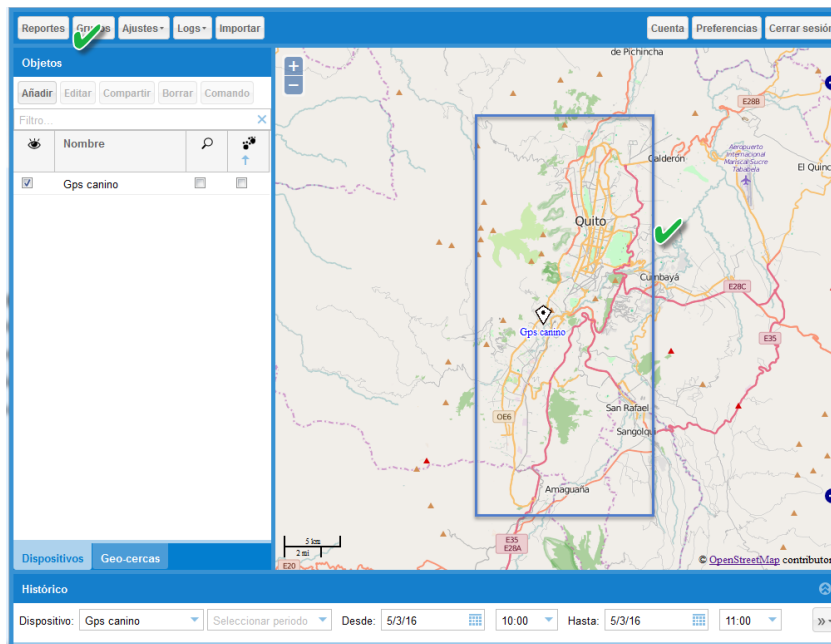 Reportes Grupos Ajustes Logs Importar Cuenta Preferencias Cerrar sesión
Objetos
Añadir Editar Compartir Borrar Comando
Filtro...
Nombre
Gps canino
de Pichincha
E28B
Calderón
Aeropuerto
Internacional
Mariscal Sucre
Tababela
El Quinc
Quito
Cumbayá
E28C
Gps canino
E35
OE6
San Rafael
Sangolquí
Amaguaña
5 km
2 mi
E35
E28A
E20
© OpenStreetMap contributor
Dispositivos Geo-cercas
Histórico
Dispositivo: Gps canino Seleccionar periodo Desde: 5/3/16 10:00 Hasta: 5/3/16 11:00